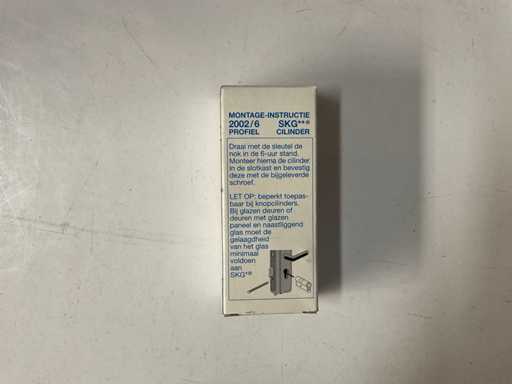 MONTAGE-INSTRUCTIE
2002/6 SKG**®
PROFIEL CILINDER
Draai met de sleutel de
nok in de 6-uur stand.
Monteer hierna de cilinder
in de slotkast en bevestig
deze met de bijgeleverde
schroef.
LET OP: beperkt toepas-
baar bij knopcilinders.
Bij glazen deuren of
deuren met glazen
paneel en naastliggend
glas moet de
gelaagdheid
van het glas
minimaal
voldoen
aan
SKG**®